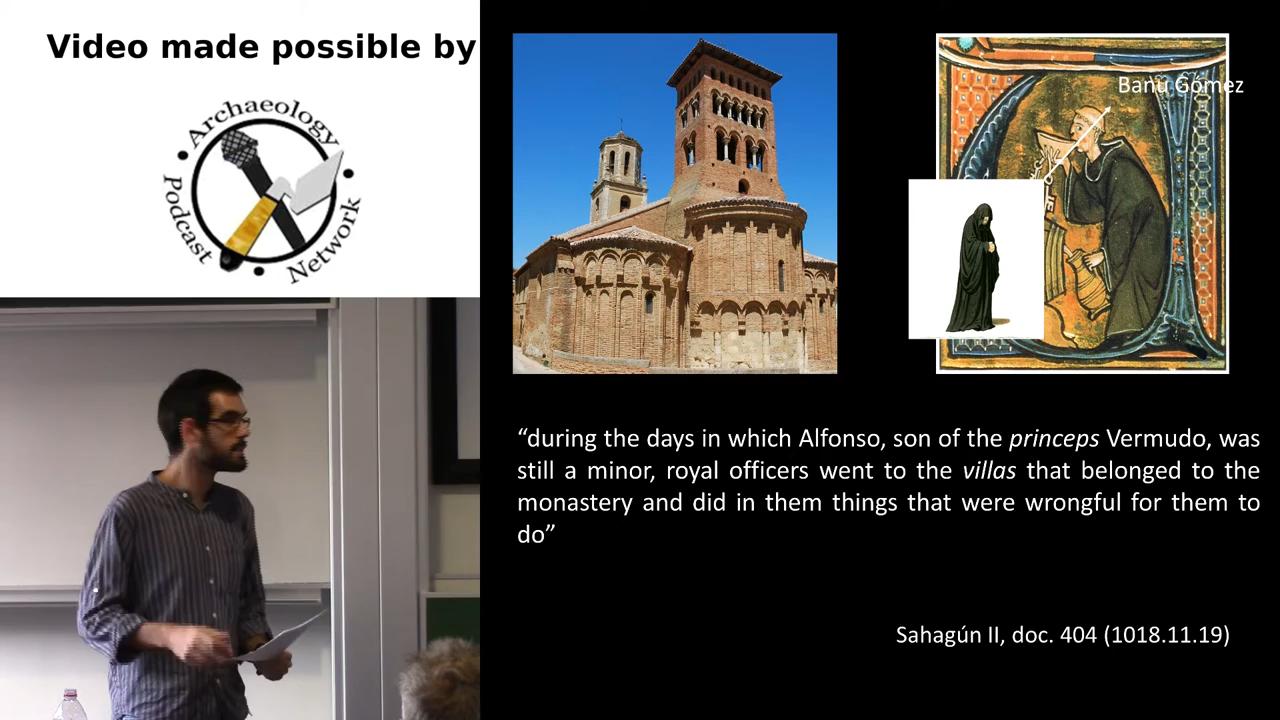 Video made possible by
Archaeology
Podcast
Network
Banu Gómez
“during the days in which Alfonso, son of the princeps Vermudo, was
still a minor, royal officers went to the villas that belonged to the
monastery and did in them things that were wrongful for them to
do”
Sahagún II, doc. 404 (1018.11.19)